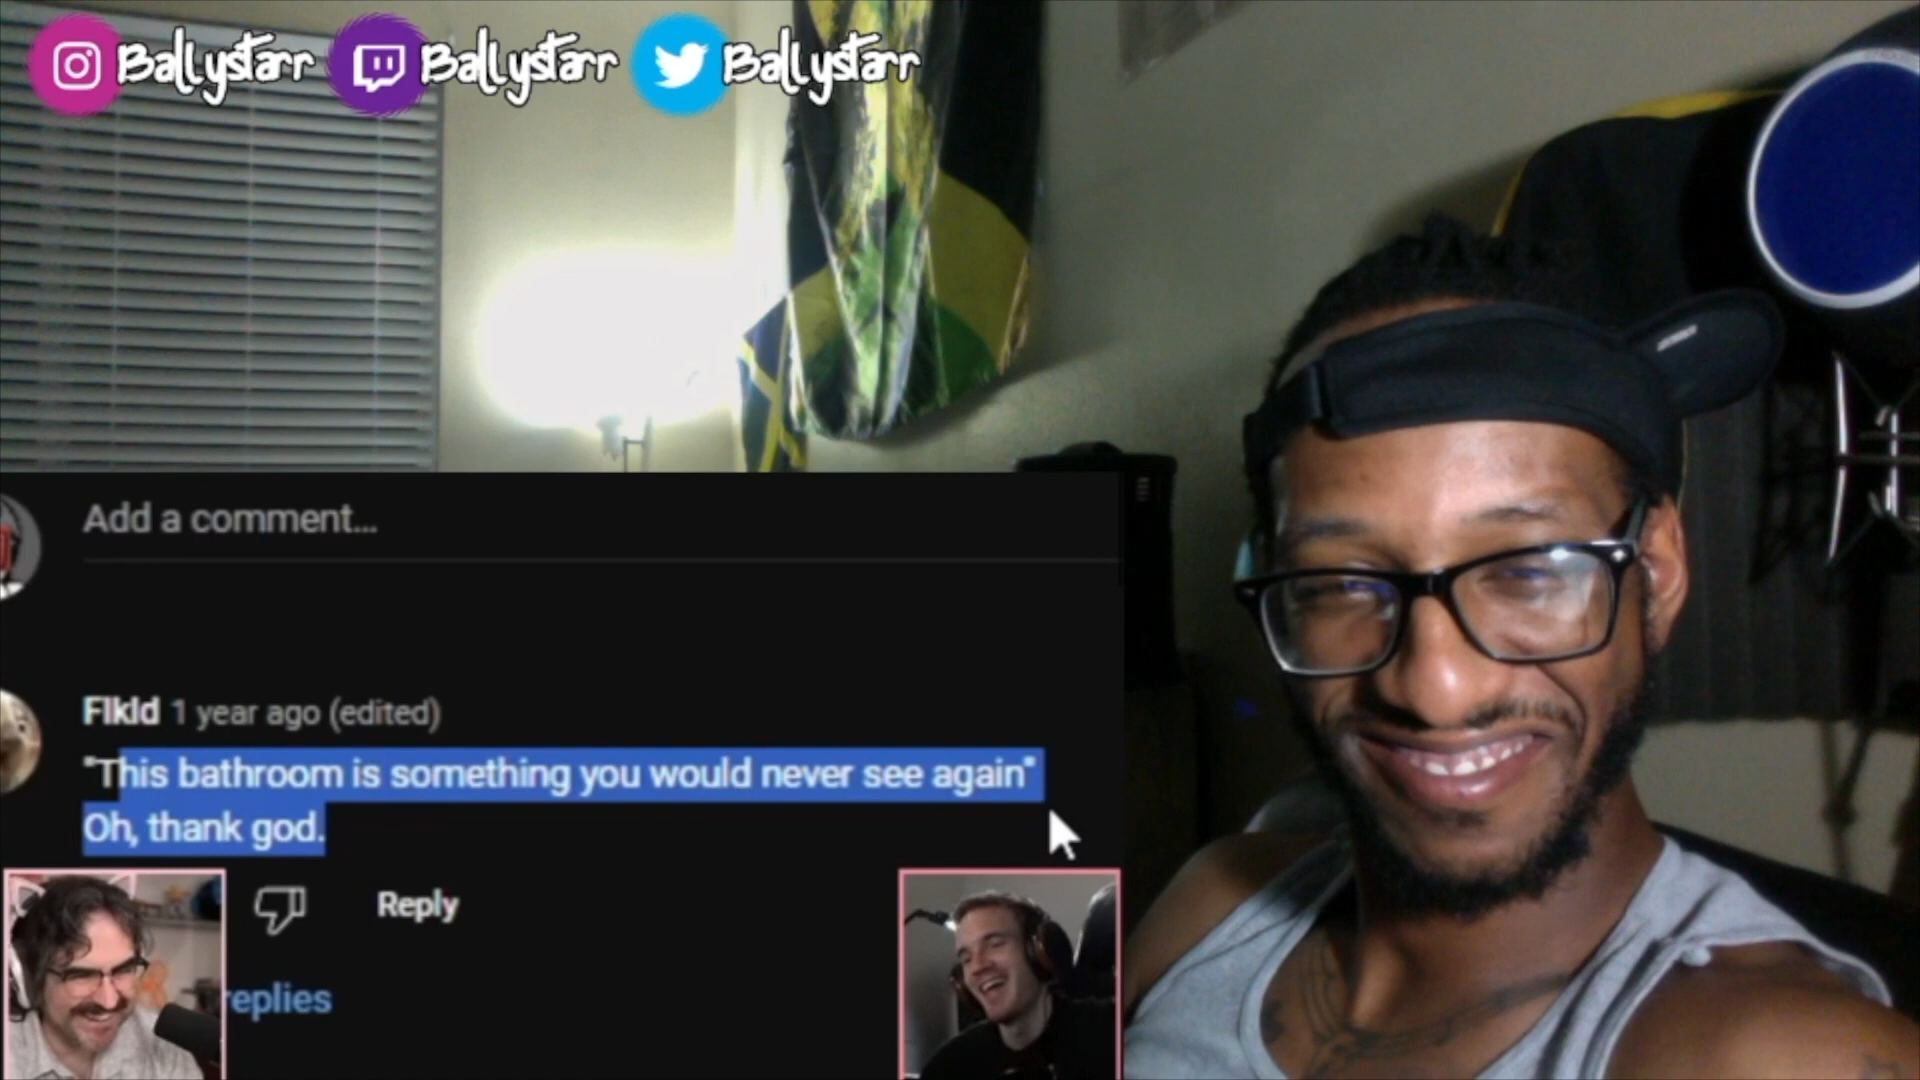 Ballystarr Ballystarr Ballystarr
Add a comment...
Flkld 1 year ago (edited)
"This bathroom is something you would never see again"
Oh, thank god.
Reply
replies